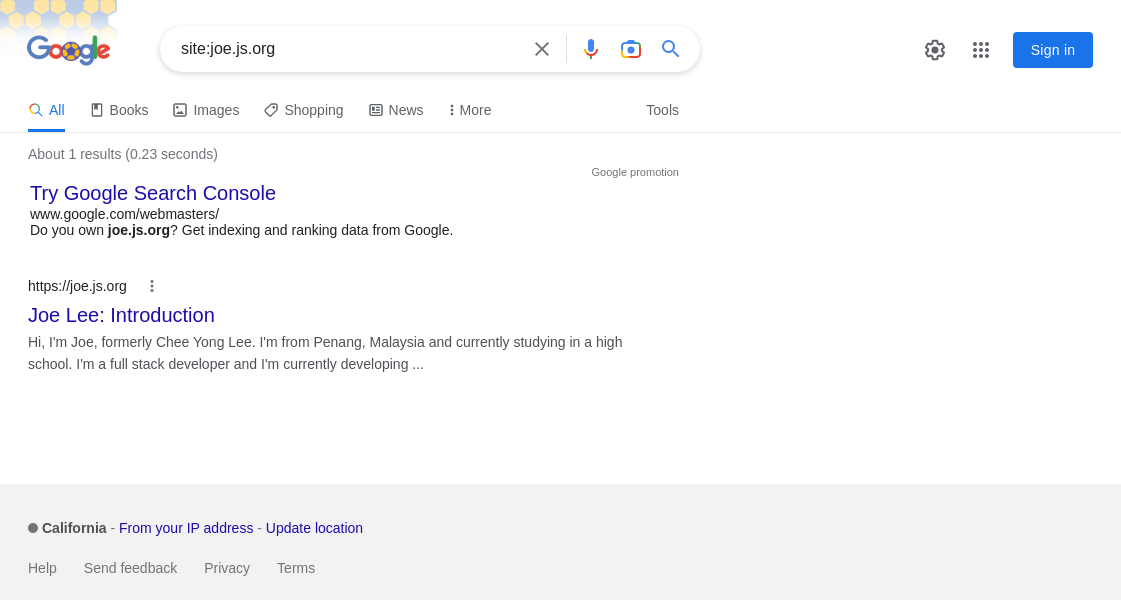 Google
site:joe.js.org
Sign in
All Books Images Shopping News More Tools
About 1 results (0.23 seconds)
Google promotion
Try Google Search Console
www.google.com/webmasters/
Do you own joe.js.org? Get indexing and ranking data from Google.
https://joe.js.org
Joe Lee: Introduction
Hi, I'm Joe, formerly Chee Yong Lee. I'm from Penang, Malaysia and currently studying in a high
school. I'm a full stack developer and I'm currently developing ...
California - From your IP address - Update location
Help Send feedback Privacy Terms